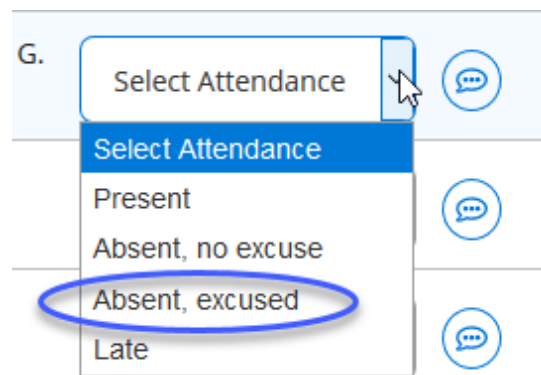 G.
Select Attendance
Select Attendance
Present
Absent, no excuse
Absent, excused
Late